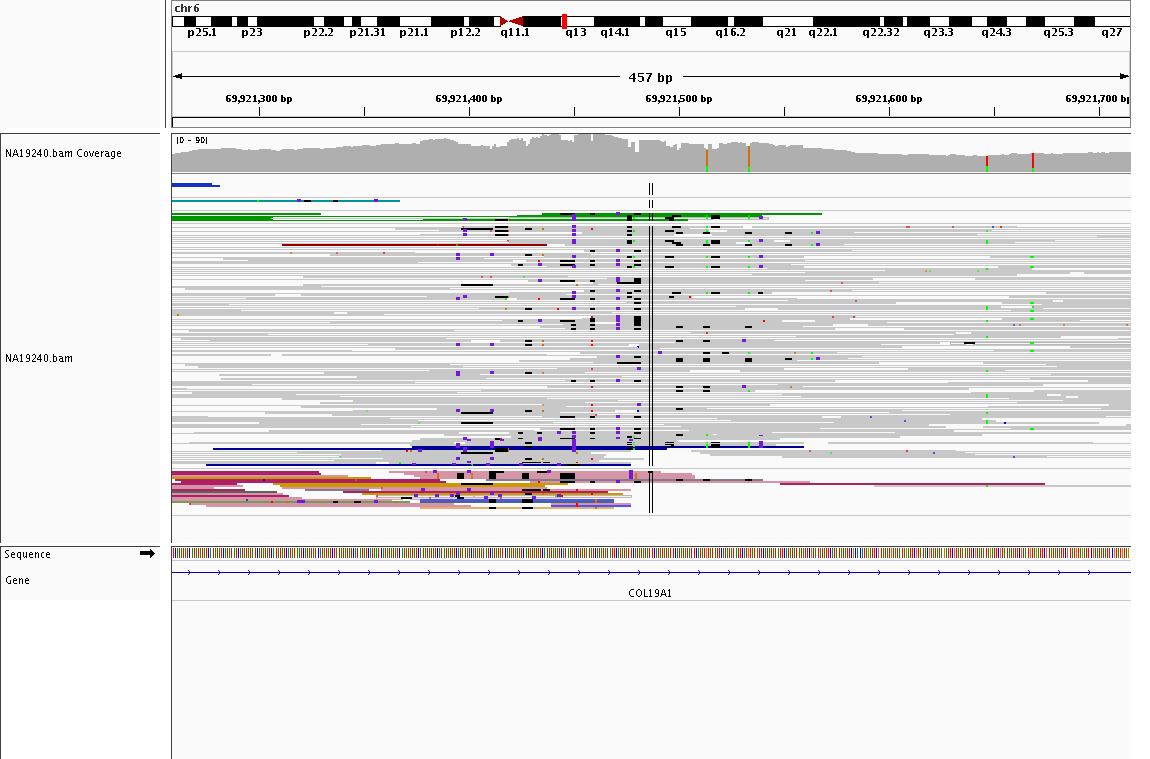 chr6
p25.1 p23 p22.2 p21.31 p21.1 p12.2 q11.1 q13 q14.1 q15 q16.2 q21 q22.1 q22.32 q23.3 q24.3 q25.3 q27
457 bp
69,921,300 bp 69,921,400 bp 69,921,500 bp 69,921,600 bp 69,921,700 bp
[0 - 90]
NA19240.bam Coverage
NA19240.bam
Sequence
Gene
COL19A1